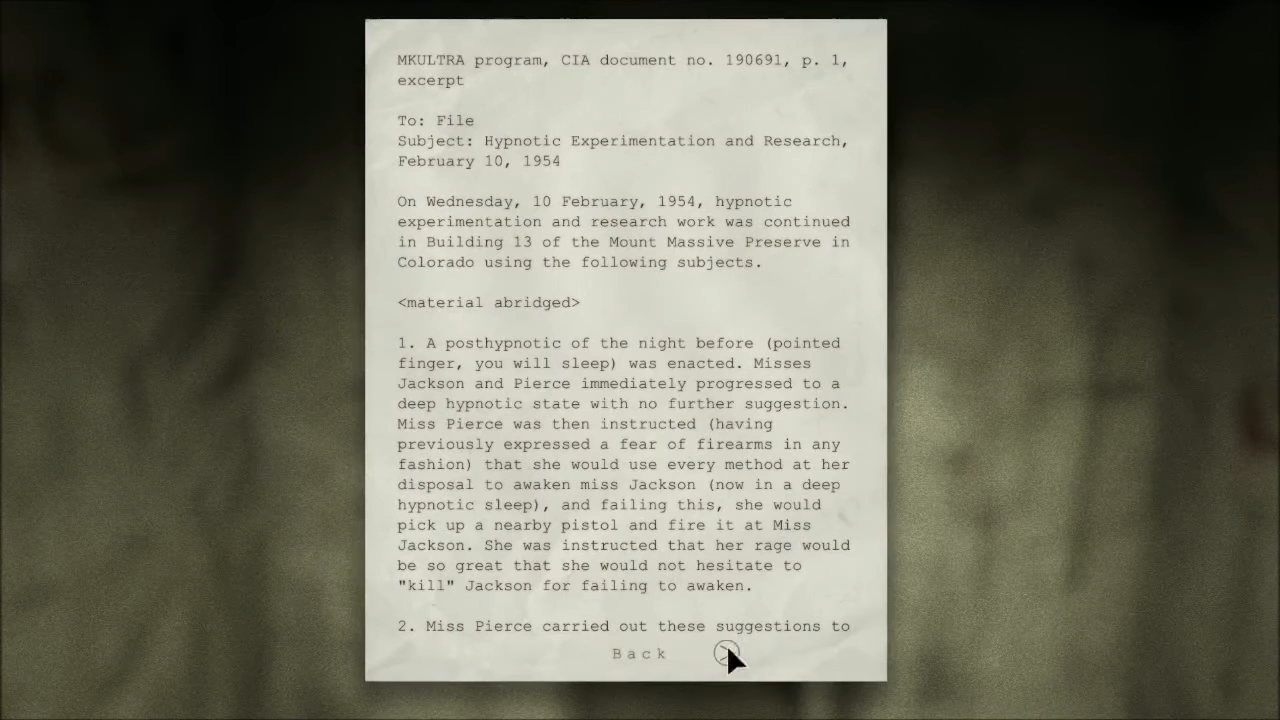 MKULTRA program, CIA document no. 190691, p. 1,
excerpt
To: File
Subject: Hypnotic Experimentation and Research,
February 10, 1954
On Wednesday, 10 February, 1954, hypnotic
experimentation and research work was continued
in Building 13 of the Mount Massive Preserve in
Colorado using the following subjects.
<material abridged>
1. A posthypnotic of the night before (pointed
finger, you will sleep) was enacted. Misses
Jackson and Pierce immediately progressed to a
deep hypnotic state with no further suggestion.
Miss Pierce was then instructed (having
previously expressed a fear of firearms in any
fashion) that she would use every method at her
disposal to awaken miss Jackson (now in a deep
hypnotic sleep), and failing this, she would
pick up a nearby pistol and fire it at Miss
Jackson. She was instructed that her rage would
be so great that she would not hesitate to
"kill" Jackson for failing to awaken.
2. Miss Pierce carried out these suggestions to
Back